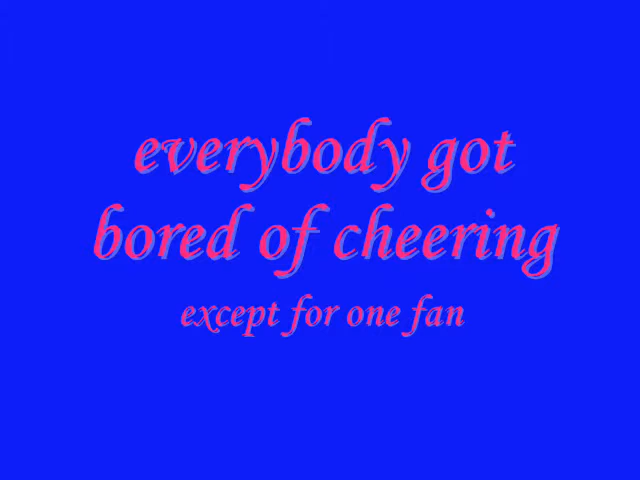 everybody got
bored of cheering
except for one fan